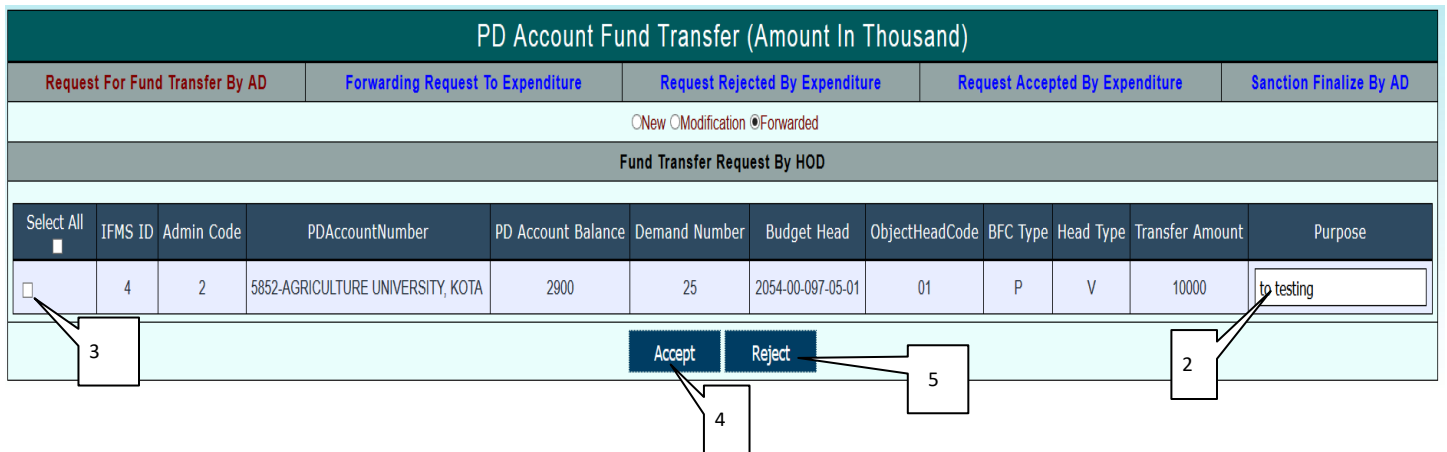 PD Account Fund Transfer (Amount In Thousand)
Request For Fund Transfer By AD Forwarding Request To Expenditure Request Rejected By Expenditure Request Accepted By Expenditure Sanction Finalize By AD
New Modification Forwarded
Fund Transfer Request By HOD
Select All IFMS ID Admin Code PDAccountNumber PD Account Balance Demand Number Budget Head ObjectHeadCode BFC Type Head Type Transfer Amount Purpose
4 2 5852-AGRICULTURE UNIVERSITY, KOTA 2900 25 2054-00-097-05-01 01 P V 10000 to testing
Accept Reject
3
2
5
4